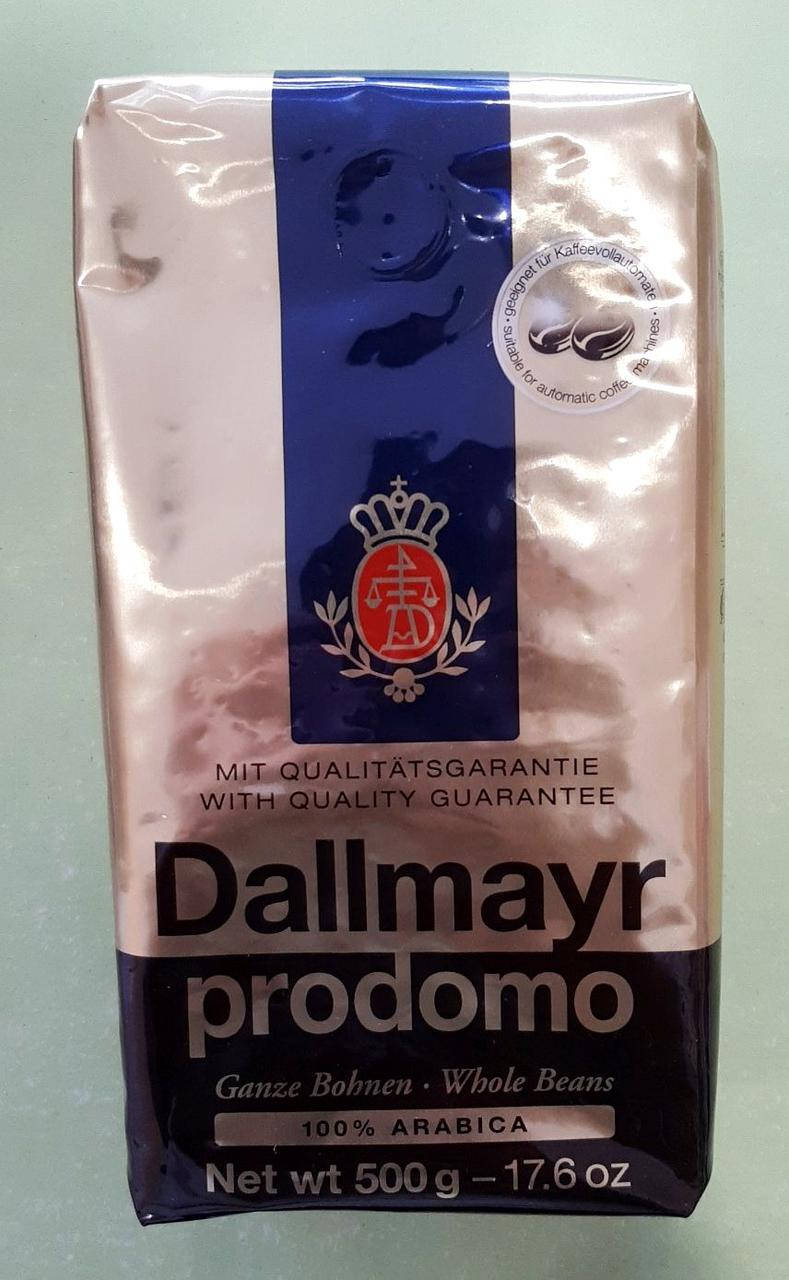 geeignet für Kaffeevollautomaten
suitable for automatic coffee machines
MIT QUALITÄTSGARANTIE
WITH QUALITY GUARANTEE
Dallmayr
prodomo
Ganze Bohnen · Whole Beans
100% ARABICA
Net wt 500 g – 17.6 oz